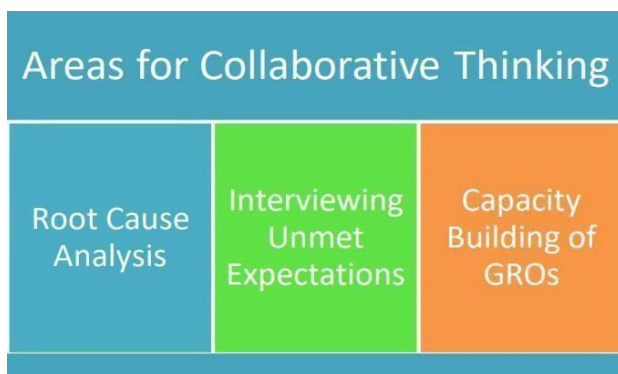 Areas for Collaborative Thinking
Root Cause
Analysis
Interviewing
Unmet
Expectations
Capacity
Building of
GROs